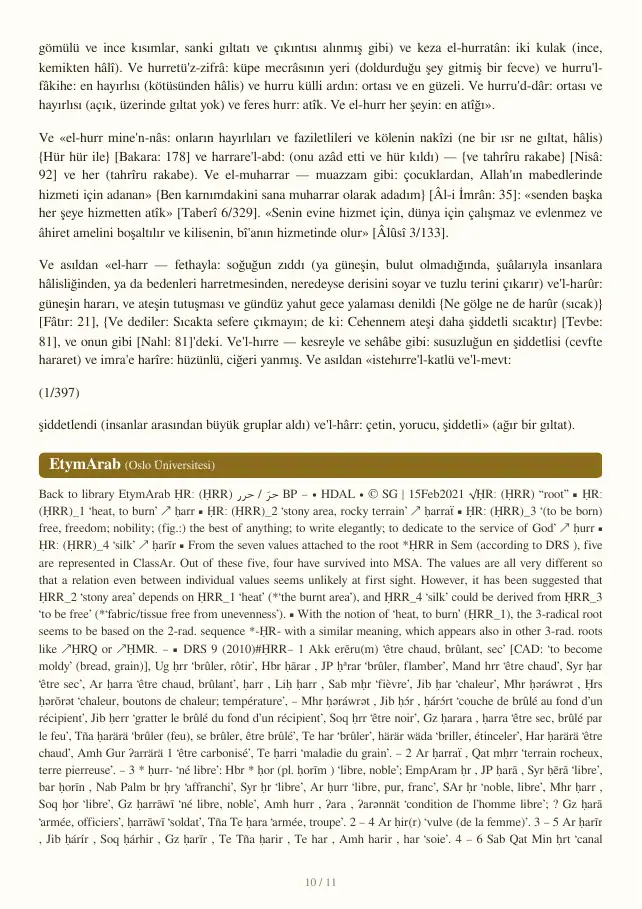 gömülü ve ince kısımlar, sanki gıltatı ve çıkıntısı alınmış gibi) ve keza el-hurratân: iki kulak (ince,
kemikten hâlî). Ve hurretü'z-zifrâ: küpe mecrâsının yeri (doldurduğu şey gitmiş bir fecve) ve hurru'l-
fâkihe: en hayırlısı (kötüsünden hâlis) ve hurru külli ardın: ortası ve en güzeli. Ve hurru'd-dâr: ortası ve
hayırlısı (açık, üzerinde gıltat yok) ve feres hurr: atîk. Ve el-hurr her şeyin: en atîğı».
Ve «el-hurr mine'n-nâs: onların hayırlıları ve faziletlileri ve kölenin nakîzi (ne bir ısr ne gıltat, hâlis)
{Hür hür ile} [Bakara: 178] ve harrare'l-abd: (onu azâd etti ve hür kıldı) — {ve tahrîru rakabe} [Nisâ:
92] ve her (tahrîru rakabe). Ve el-muharrar — muazzam gibi: çocuklardan, Allah'ın mabedlerinde
hizmeti için adanan» {Ben karnımdakini sana muharrar olarak adadım} [Âl-i İmrân: 35]: «senden başka
her şeye hizmetten atîk» [Taberî 6/329]. «Senin evine hizmet için, dünya için çalışmaz ve evlenmez ve
âhiret amelini boşaltılır ve kilisenin, bî'anın hizmetinde olur» [Âlûsî 3/133].
Ve asıldan «el-harr — fethayla: soğuğun zıddı (ya güneşin, bulut olmadığında, şuâlarıyla insanlara
hâlisliğinden, ya da bedenleri harretmesinden, neredeyse derisini soyar ve tuzlu terini çıkarır) ve'l-harûr:
güneşin hararı, ve ateşin tutuşması ve gündüz yahut gece yalaması denildi {Ne gölge ne de harûr (sıcak)}
[Fâtır: 21], {Ve dediler: Sıcakta sefere çıkmayın; de ki: Cehennem ateşi daha şiddetli sıcaktır} [Tevbe:
81], ve onun gibi [Nahl: 81]'deki. Ve'l-hırre — kesreyle ve sehâbe gibi: susuzluğun en şiddetlisi (cevfte
hararet) ve imra'e harîre: hüzünlü, ciğeri yanmış. Ve asıldan «istehırre'l-katlü ve'l-mevt:
(1/397)
şiddetlendi (insanlar arasından büyük gruplar aldı) ve'l-hârr: çetin, yorucu, şiddetli» (ağır bir gıltat).
EtymArab (Oslo Üniversitesi)
Back to library EtymArab ḤR: (ḤRR) حرّ / حرر BP – • HDAL • © SG | 15Feb2021 √ḤR: (ḤRR) “root” ▪ ḤR:
(ḤRR)_1 ‘heat, to burn’ ↗ ḥarr ▪ ḤR: (ḤRR)_2 ‘stony area, rocky terrain’ ↗ ḥarraẗ ▪ ḤR: (ḤRR)_3 ‘(to be born)
free, freedom; nobility; (fig.:) the best of anything; to write elegantly; to dedicate to the service of God’ ↗ ḥurr ▪
ḤR: (ḤRR)_4 ‘silk’ ↗ ḥarīr ▪ From the seven values attached to the root *ḤRR in Sem (according to DRS ), five
are represented in ClassAr. Out of these five, four have survived into MSA. The values are all very different so
that a relation even between individual values seems unlikely at first sight. However, it has been suggested that
ḤRR_2 ‘stony area’ depends on ḤRR_1 ‘heat’ (*‘the burnt area’), and ḤRR_4 ‘silk’ could be derived from ḤRR_3
‘to be free’ (*‘fabric/tissue free from unevenness’). ▪ With the notion of ‘heat, to burn’ (ḤRR_1), the 3-radical root
seems to be based on the 2-rad. sequence *-ḤR- with a similar meaning, which appears also in other 3-rad. roots
like ↗ḤRQ or ↗ḤMR. – ▪ DRS 9 (2010)#HRR– 1 Akk erēru(m) ‘être chaud, brûlant, sec’ [CAD: ‘to become
moldy’ (bread, grain)], Ug ḥrr ‘brûler, rôtir’, Hbr ḥārar , JP ḥᵃrar ‘brûler, flamber’, Mand hrr ‘être chaud’, Syr ḥar
‘être sec’, Ar ḥarra ‘être chaud, brûlant’, ḥarr , Liḥ ḥarr , Sab mḥr ‘fièvre’, Jib ḥar ‘chaleur’, Mhr ḥəráwrət , Ḥrs
ḥərōrət ‘chaleur, boutons de chaleur; température’, – Mhr ḥəráwrət , Jib ḥór , ḥárɔ́rt ‘couche de brûlé au fond d’un
récipient’, Jib ḥerr ‘gratter le brûlé du fond d’un récipient’, Soq ḥrr ‘être noir’, Gz ḥarara , ḥarra ‘être sec, brûlé par
le feu’, Tña ḥarärä ‘brûler (feu), se brûler, être brûlé’, Te har ‘brûler’, härär wäda ‘briller, étinceler’, Har ḥarärä ‘être
chaud’, Amh Gur ʔarrärä 1 ‘être carbonisé’, Te ḥarri ‘maladie du grain’. – 2 Ar ḥarraẗ , Qat mḥrr ‘terrain rocheux,
terre pierreuse’. – 3 * ḥurr- ‘né libre’: Hbr * ḥor (pl. ḥorīm ) ‘libre, noble’; EmpAram ḥr , JP ḥarā , Syr ḥērā ‘libre’,
bar ḥorīn , Nab Palm br ḥry ‘affranchi’, Syr ḥr ‘libre’, Ar ḥurr ‘libre, pur, franc’, SAr ḥr ‘noble, libre’, Mhr ḥarr ,
Soq ḥor ‘libre’, Gz ḥarrāwī ‘né libre, noble’, Amh hurr , ʔara , ʔarənnät ‘condition de l’homme libre’; ? Gz ḥarā
‘armée, officiers’, ḥarrāwī ‘soldat’, Tña Te ḥara ‘armée, troupe’. 2 – 4 Ar ḥir(r) ‘vulve (de la femme)’. 3 – 5 Ar ḥarīr
, Jib ḥárír , Soq ḥárhir , Gz ḥarīr , Te Tña ḥarir , Te har , Amh harir , har ‘soie’. 4 – 6 Sab Qat Min ḥrt ‘canal
10 / 11